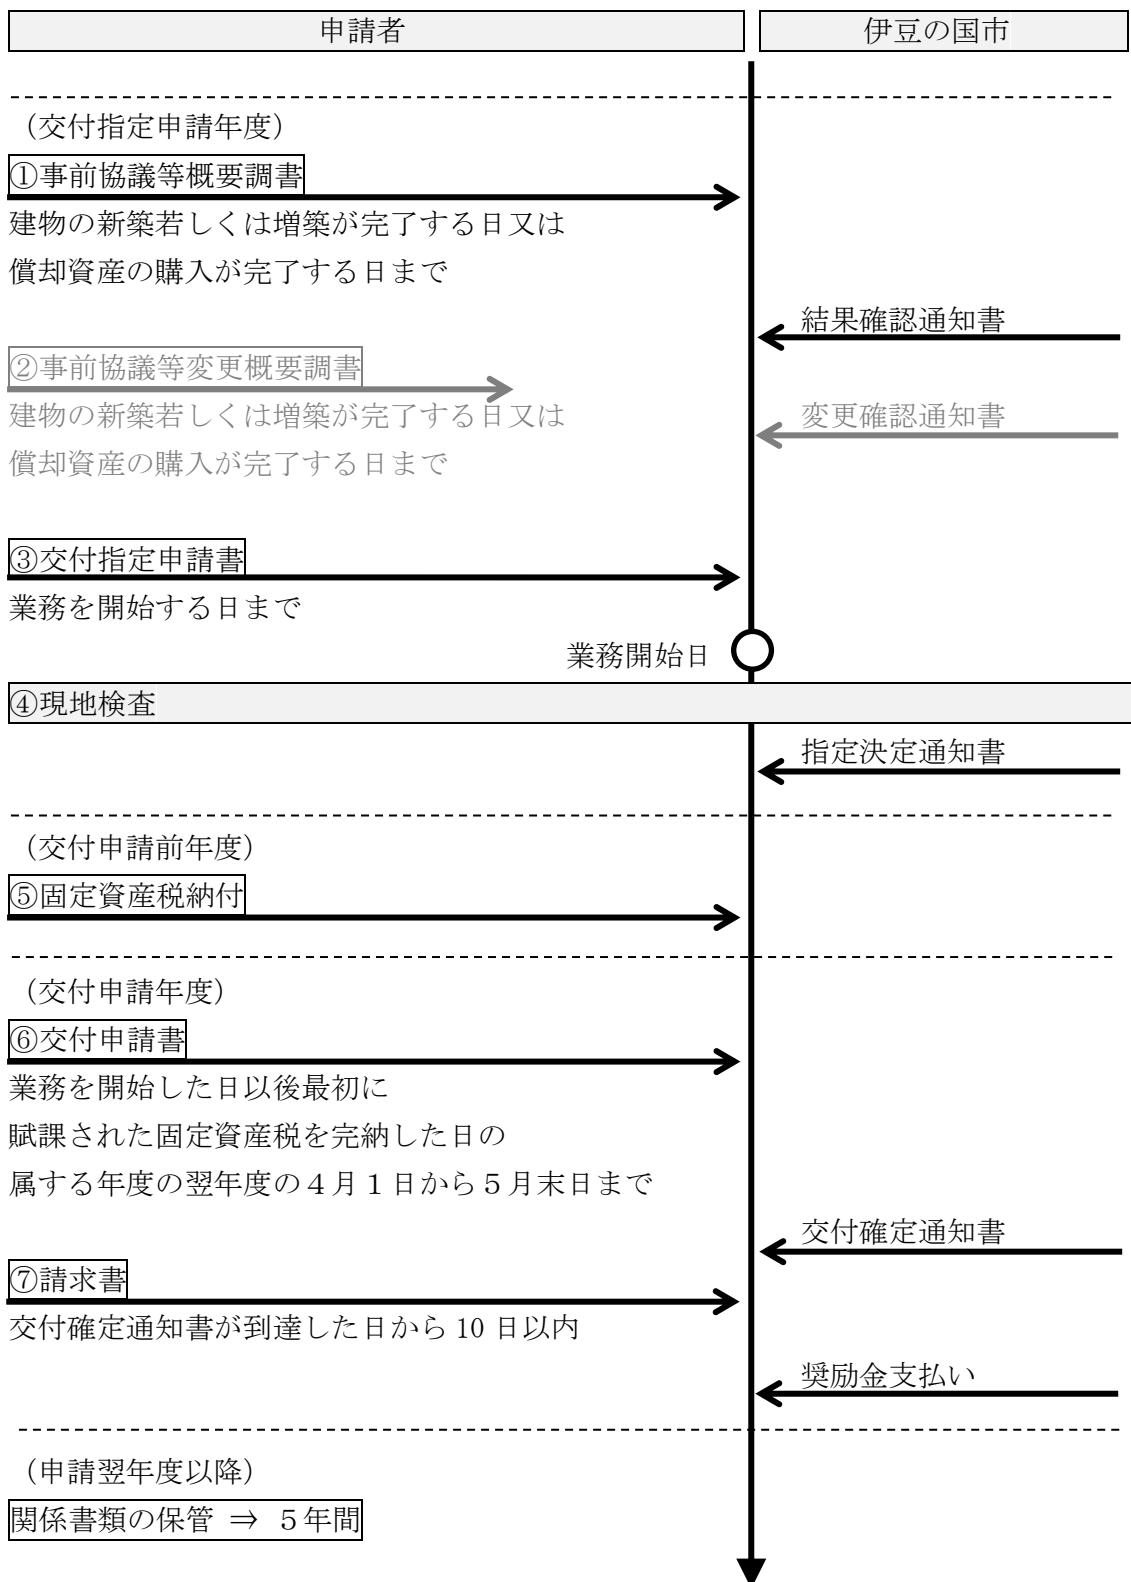 申請者
伊豆の国市
（交付指定申請年度）
①事前協議等概要調書
建物の新築若しくは増築が完了する日又は
償却資産の購入が完了する日まで
結果確認通知書
②事前協議等変更概要調書
建物の新築若しくは増築が完了する日又は
変更確認通知書
償却資産の購入が完了する日まで
③交付指定申請書
業務を開始する日まで
業務開始日
④現地検査
指定決定通知書
（交付申請前年度）
⑤固定資産税納付
（交付申請年度）
⑥交付申請書
業務を開始した日以後最初に
賦課された固定資産税を完納した日の
属する年度の翌年度の４月１日から５月末日まで
交付確定通知書
⑦請求書
交付確定通知書が到達した日から 10 日以内
奨励金支払い
（申請翌年度以降）
関係書類の保管 ⇒ ５年間